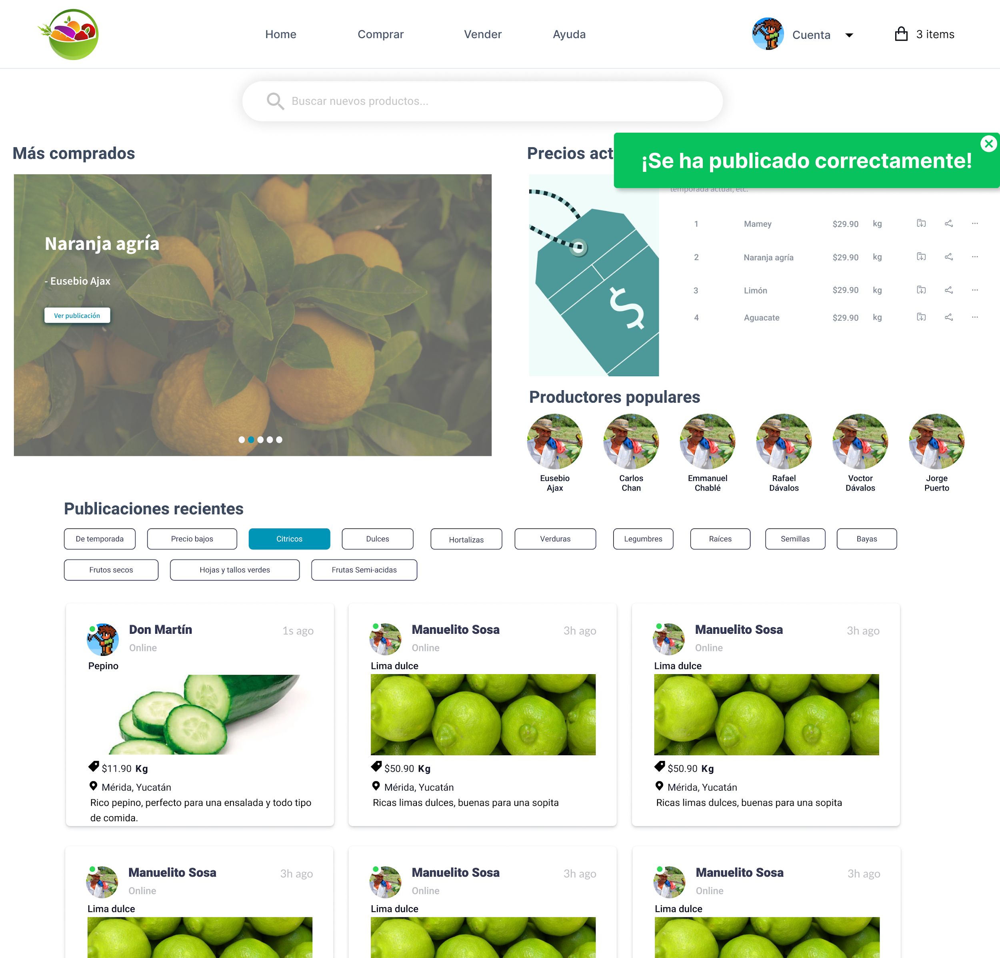 Home
Comprar
Vender
Ayuda
Cuenta
3 items
Buscar nuevos productos...
Más comprados
Precios act
¡Se ha publicado correctamente!
temporada actual, etc.
Naranja agría
- Eusebio Ajax
Ver publicación
1 Mamey $29.90 kg ...
2 Naranja agría $29.90 kg ...
3 Limón $29.90 kg ...
4 Aguacate $29.90 kg ...
Productores populares
Eusebio
Ajax
Carlos
Chan
Emmanuel
Chablé
Rafael
Dávalos
Voctor
Dávalos
Jorge
Puerto
Publicaciones recientes
De temporada
Precio bajos
Citricos
Dulces
Hortalizas
Verduras
Legumbres
Raíces
Semillas
Bayas
Frutos secos
Hojas y tallos verdes
Frutas Semi-acidas
Don Martín
1s ago
Online
Pepino
$11.90 Kg
Mérida, Yucatán
Rico pepino, perfecto para una ensalada y todo tipo
de comida.
Manuelito Sosa
3h ago
Online
Lima dulce
$50.90 Kg
Mérida, Yucatán
Ricas limas dulces, buenas para una sopita
Manuelito Sosa
3h ago
Online
Lima dulce
$50.90 Kg
Mérida, Yucatán
Ricas limas dulces, buenas para una sopita
Manuelito Sosa
3h ago
Online
Lima dulce
Manuelito Sosa
3h ago
Online
Lima dulce
Manuelito Sosa
3h ago
Online
Lima dulce